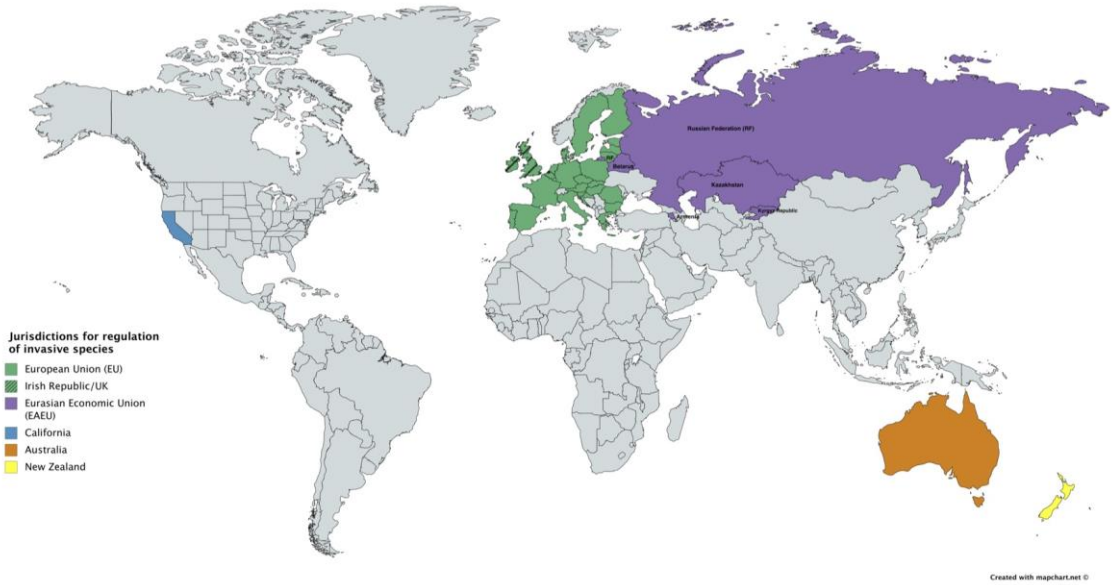 Russian Federation (RF)
RF
Belarus
Kazakhstan
Armenia
Kyrgyz Republic
Jurisdictions for regulation
of invasive species
European Union (EU)
Irish Republic/UK
Eurasian Economic Union
(EAEU)
California
Australia
New Zealand
Created with mapchart.net ©